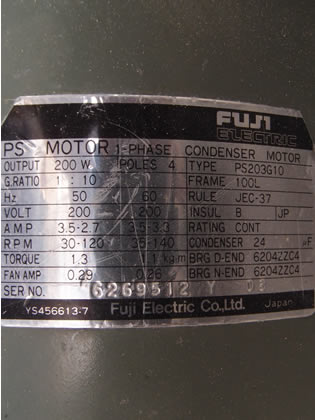 FUJI
ELECTRIC
PS MOTOR 1-PHASE CONDENSER MOTOR
OUTPUT 200 W POLES 4 TYPE PS203G10
G.RATIO 1 : 10 FRAME 100L
Hz 50 60 RULE JEC-37
VOLT 200 200 INSUL B JP
AMP 3.5-2.7 3.5-3.3 RATING CONT
RPM 30-120 35-140 CONDENSER 24 μF
TORQUE 1.3 1.1 kg·m BRG D-END 6204ZZC4
FAN AMP 0.29 0.26 BRG N-END 6204ZZC4
SER NO. 6269512 Y
YS456613-7 Fuji Electric Co., Ltd. Japan